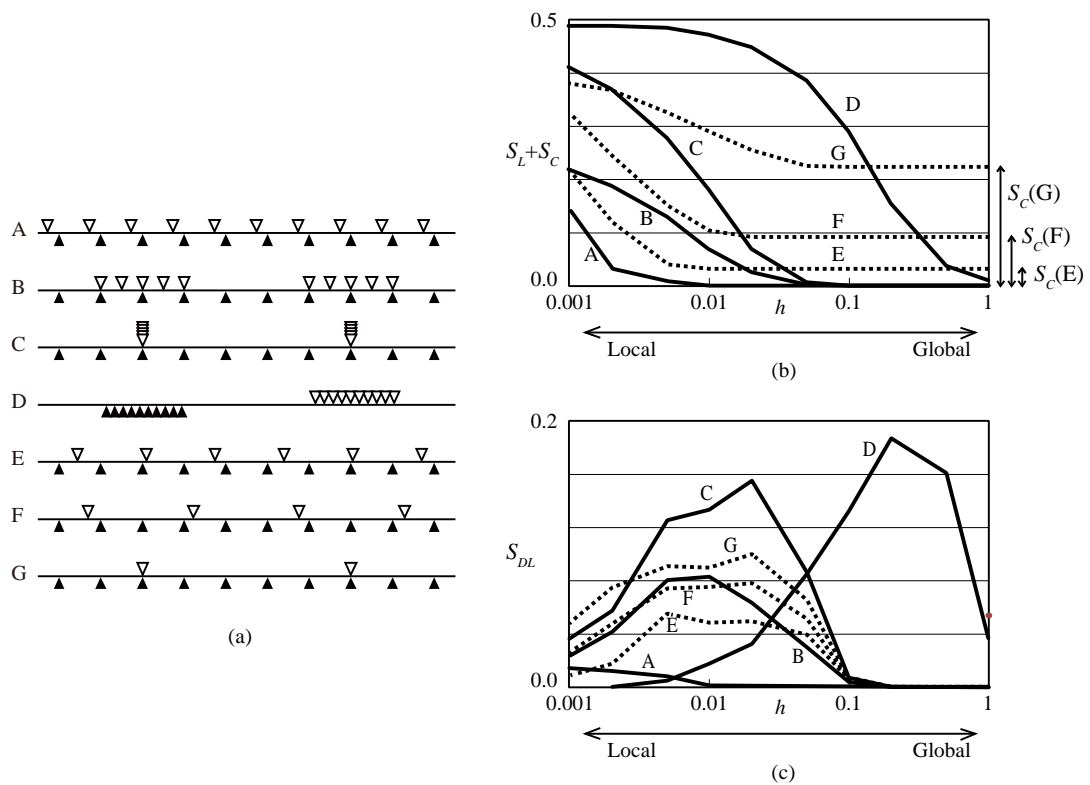 A
B
C
D
E
F
G
(a)
0.5
S_L+S_C
0.0
0.001
0.01
0.1
1
h
A
B
C
D
G
F
E
S_C(G)
S_C(F)
S_C(E)
Local
Global
(b)
0.2
S_DL
0.0
0.001
0.01
0.1
1
h
D
C
G
F
E
A
B
Local
Global
(c)